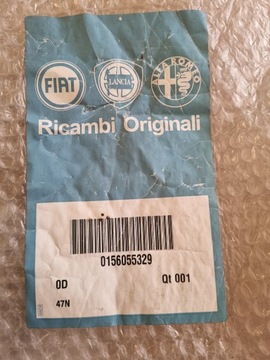 FIAT LANCIA ALFA ROMEO
Ricambi Originali
0156055329
0D Qt 001
47N